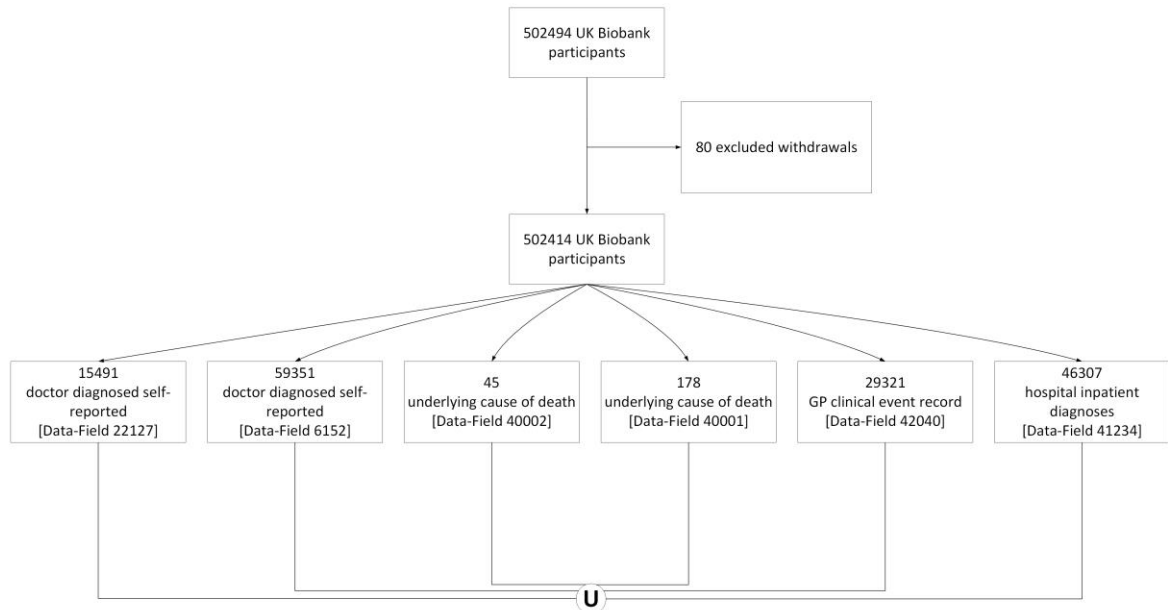 502494 UK Biobank
participants
80 excluded withdrawals
502414 UK Biobank
participants
15491
doctor diagnosed self-
reported
[Data-Field 22127]
59351
doctor diagnosed self-
reported
[Data-Field 6152]
45
underlying cause of death
[Data-Field 40002]
178
underlying cause of death
[Data-Field 40001]
29321
GP clinical event record
[Data-Field 42040]
46307
hospital inpatient
diagnoses
[Data-Field 41234]
U